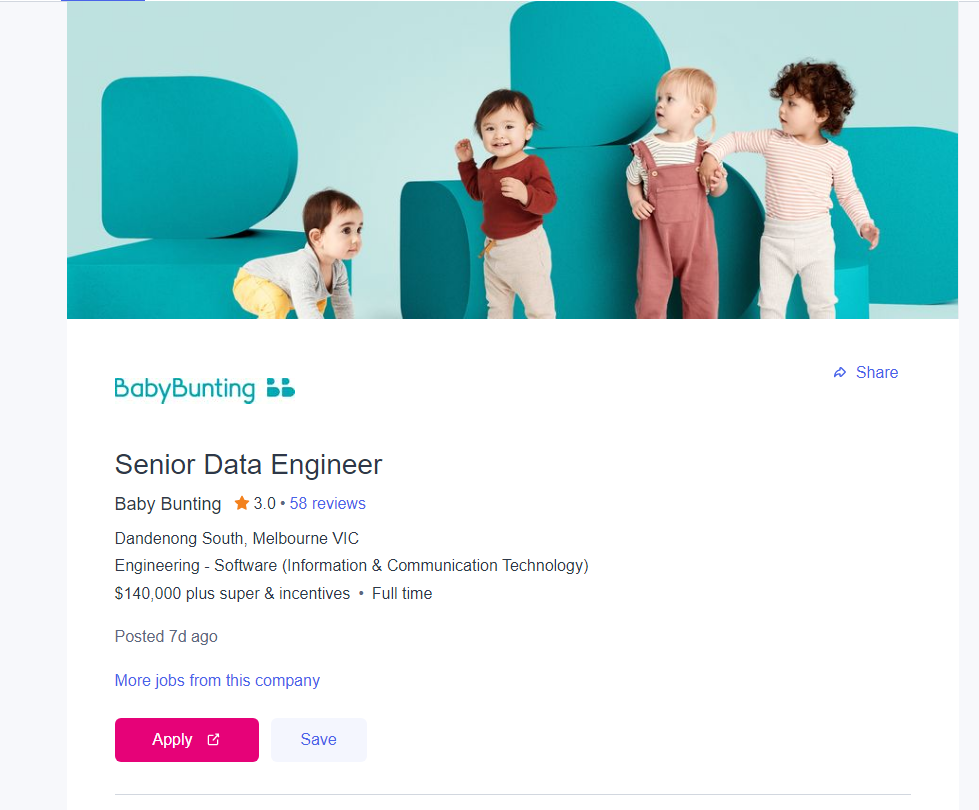 BabyBunting
Share
Senior Data Engineer
Baby Bunting 3.0 • 58 reviews
Dandenong South, Melbourne VIC
Engineering - Software (Information & Communication Technology)
$140,000 plus super & incentives • Full time
Posted 7d ago
More jobs from this company
Apply
Save